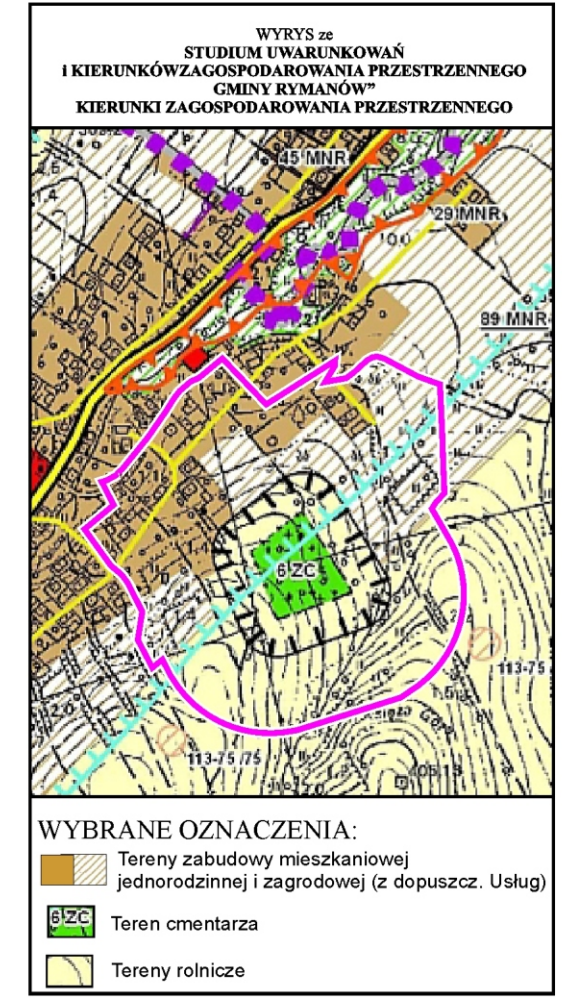 WYRYS ze
STUDIUM UWARUNKOWAŃ
i KIERUNKÓWZAGOSPODAROWANIA PRZESTRZENNEGO
GMINY RYMANÓW”
KIERUNKI ZAGOSPODAROWANIA PRZESTRZENNEGO
45 MNR
29 MNR
89 MNR
6 ZC
113-75
113-75 /75
WYBRANE OZNACZENIA:
Tereny zabudowy mieszkaniowej
jednorodzinnej i zagrodowej (z dopuszcz. Usług)
6 ZC
Teren cmentarza
Tereny rolnicze